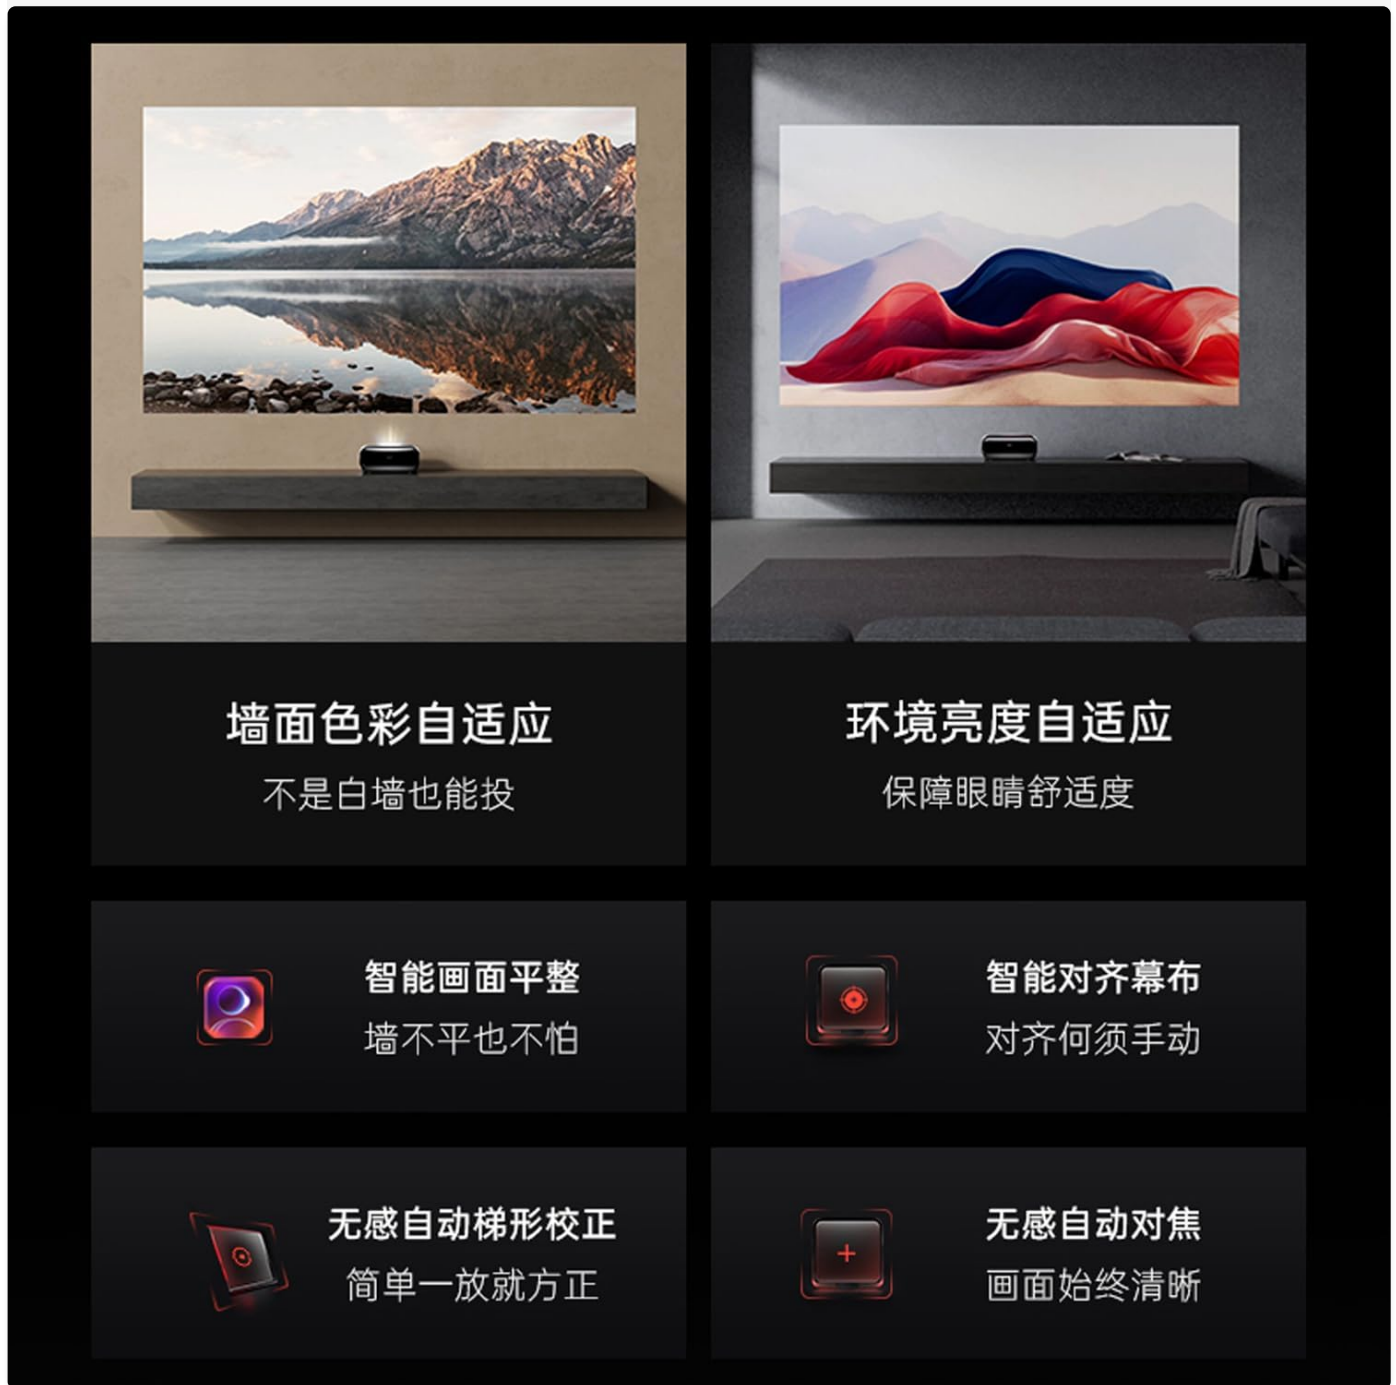 墙面色彩自适应
不是白墙也能投
环境亮度自适应
保障眼睛舒适度
智能画面平整
墙不平也不怕
智能对齐幕布
对齐何须手动
无感自动梯形校正
简单一放就方正
无感自动对焦
画面始终清晰